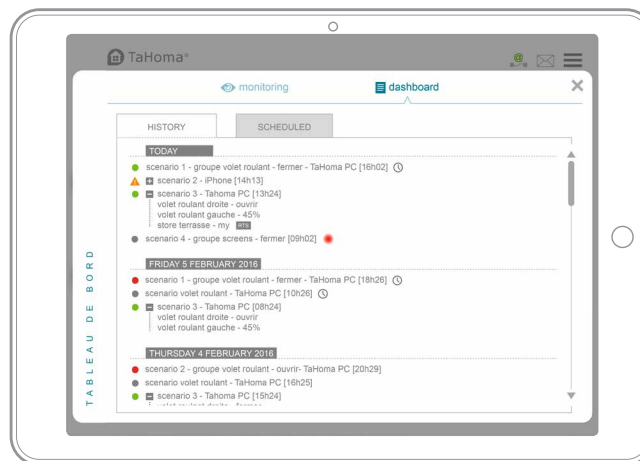 TaHoma®
@
monitoring
dashboard
HISTORY
SCHEDULED
TODAY
scenario 1 - groupe volet roulant - fermer - TaHoma PC [16h02]
scenario 2 - iPhone [14h13]
scenario 3 - Tahoma PC [13h24]
volet roulant droite - ouvrir
volet roulant gauche - 45%
store terrasse - my RTS
scenario 4 - groupe screens - fermer [09h02]
FRIDAY 5 FEBRUARY 2016
scenario 1 - groupe volet roulant - fermer - TaHoma PC [18h26]
scenario volet roulant - TaHoma PC [10h26]
scenario 3 - Tahoma PC [08h24]
volet roulant droite - ouvrir
volet roulant gauche - 45%
THURSDAY 4 FEBRUARY 2016
scenario 2 - groupe volet roulant - ouvrir- TaHoma PC [20h29]
scenario volet roulant - TaHoma PC [16h25]
scenario 3 - Tahoma PC [15h24]
TABLEAU DE BORD